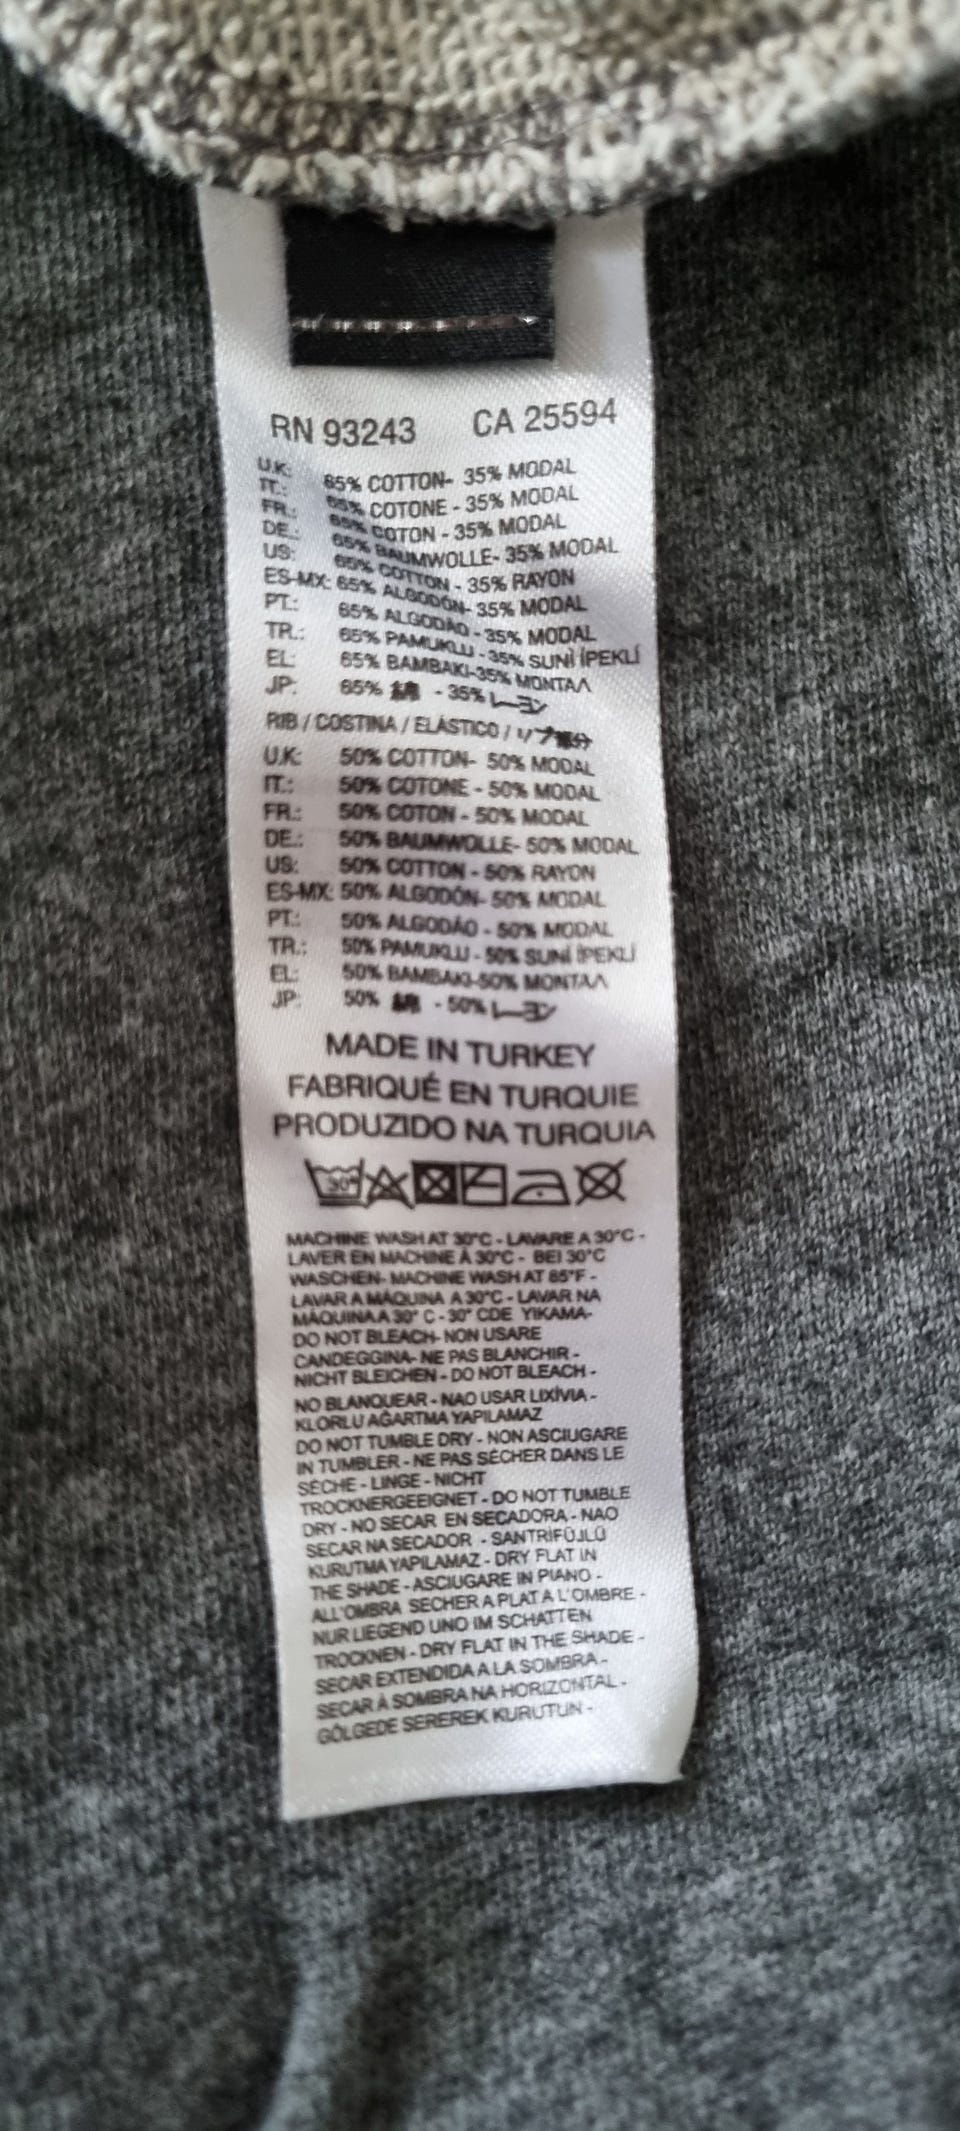 RN 93243 CA 25594
U.K: 65% COTTON- 35% MODAL
IT.: 65% COTONE - 35% MODAL
FR.: 65% COTON - 35% MODAL
DE.: 65% BAUMWOLLE- 35% MODAL
US: 65% COTTON - 35% RAYON
ES-MX: 65% ALGODÓN- 35% MODAL
PT.: 65% ALGODÃO - 35% MODAL
TR.: 65% PAMUKLU - 35% SUNİ İPEKLİ
EL: 65% ΒΑΜΒΑΚΙ-35% ΜΟΝΤΑΛ
JP: 65% 綿 - 35% レーヨン
RIB / COSTINA / ELÁSTICO / リブ部分
U.K: 50% COTTON- 50% MODAL
IT.: 50% COTONE - 50% MODAL
FR.: 50% COTON - 50% MODAL
DE.: 50% BAUMWOLLE- 50% MODAL
US: 50% COTTON - 50% RAYON
ES-MX: 50% ALGODÓN- 50% MODAL
PT.: 50% ALGODÃO - 50% MODAL
TR.: 50% PAMUKLU - 50% SUNİ İPEKLİ
EL: 50% ΒΑΜΒΑΚΙ-50% ΜΟΝΤΑΛ
JP: 50% 綿 - 50% レーヨン
MADE IN TURKEY
FABRIQUÉ EN TURQUIE
PRODUZIDO NA TURQUIA
30°
MACHINE WASH AT 30°C - LAVARE A 30°C -
LAVER EN MACHINE À 30°C - BEI 30°C
WASCHEN- MACHINE WASH AT 85°F -
LAVAR A MÁQUINA A 30°C - LAVAR NA
MÁQUINA A 30° C - 30° CDE YIKAMA-
DO NOT BLEACH- NON USARE
CANDEGGINA- NE PAS BLANCHIR -
NICHT BLEICHEN - DO NOT BLEACH -
NO BLANQUEAR - NAO USAR LIXÍVIA -
KLORLU AĞARTMA YAPILAMAZ
DO NOT TUMBLE DRY - NON ASCIUGARE
IN TUMBLER - NE PAS SÉCHER DANS LE
SÈCHE - LINGE - NICHT
TROCKNERGEEIGNET - DO NOT TUMBLE
DRY - NO SECAR EN SECADORA - NAO
SECAR NA SECADOR - SANTRİFÜJLÜ
KURUTMA YAPILAMAZ - DRY FLAT IN
THE SHADE - ASCIUGARE IN PIANO -
ALL'OMBRA SÉCHER A PLAT A L'OMBRE -
NUR LIEGEND UND IM SCHATTEN
TROCKNEN - DRY FLAT IN THE SHADE -
SECAR EXTENDIDA A LA SOMBRA -
SECAR À SOMBRA NA HORIZONTAL -
GÖLGEDE SEREREK KURUTUN -